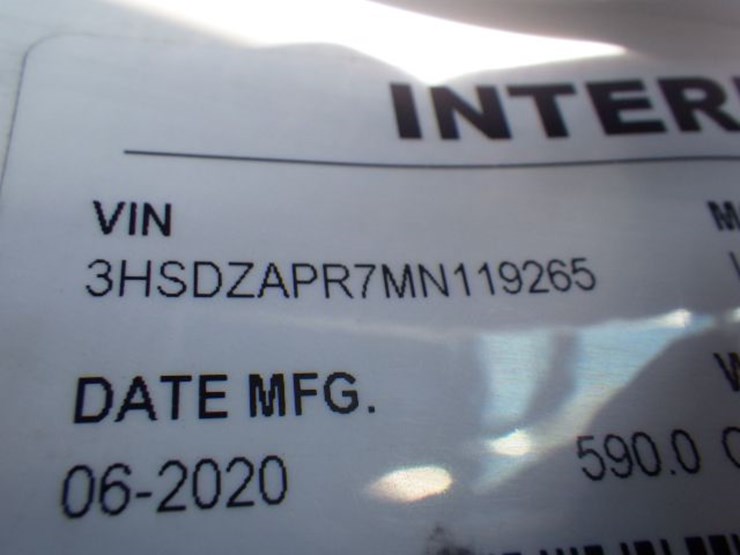 INTER
VIN
3HSDZAPR7MN119265
DATE MFG.
06-2020
590.0